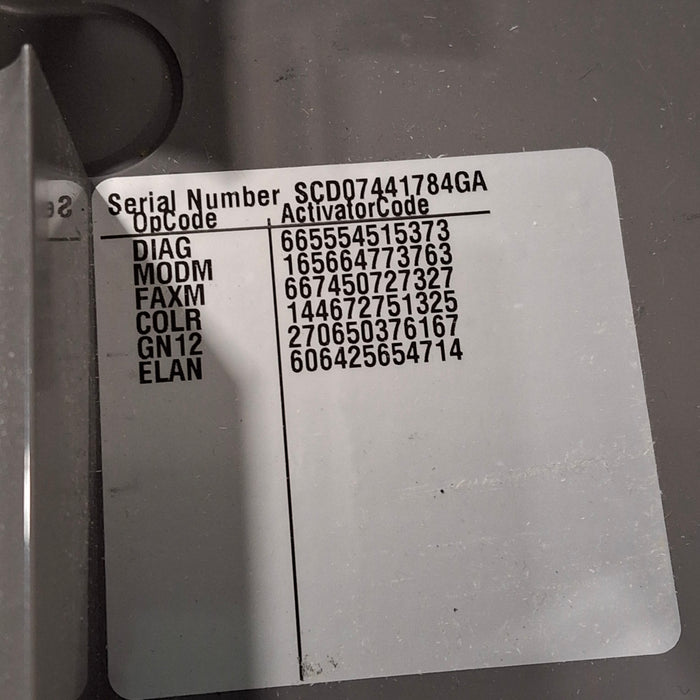 Serial Number SCD07441784GA
OpCode ActivatorCode
DIAG 665554515373
MODM 165664773763
FAXM 667450727327
COLR 144672751325
GN12 270650376167
ELAN 606425654714